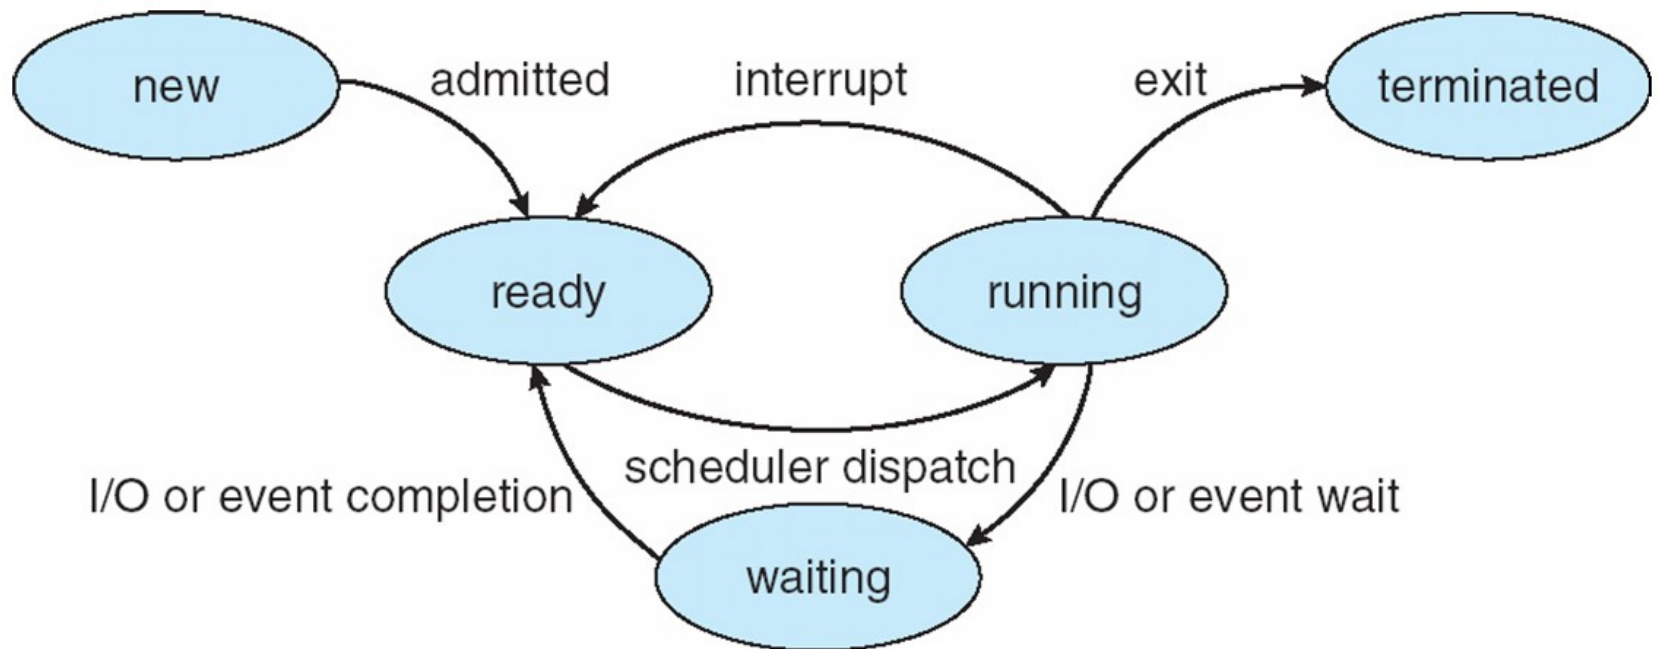 new
admitted
interrupt
exit
terminated
ready
running
scheduler dispatch
I/O or event completion
I/O or event wait
waiting